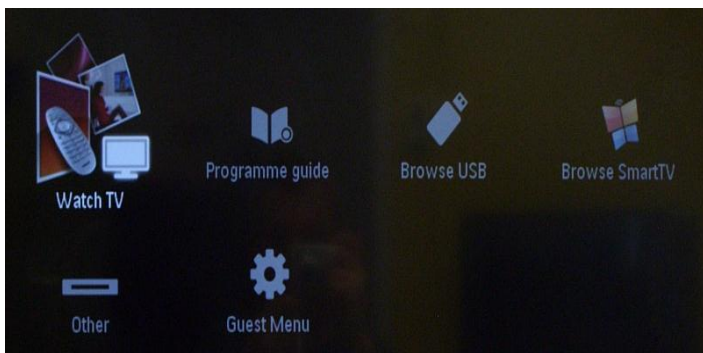 Watch TV
Programme guide
Browse USB
Browse SmartTV
Other
Guest Menu